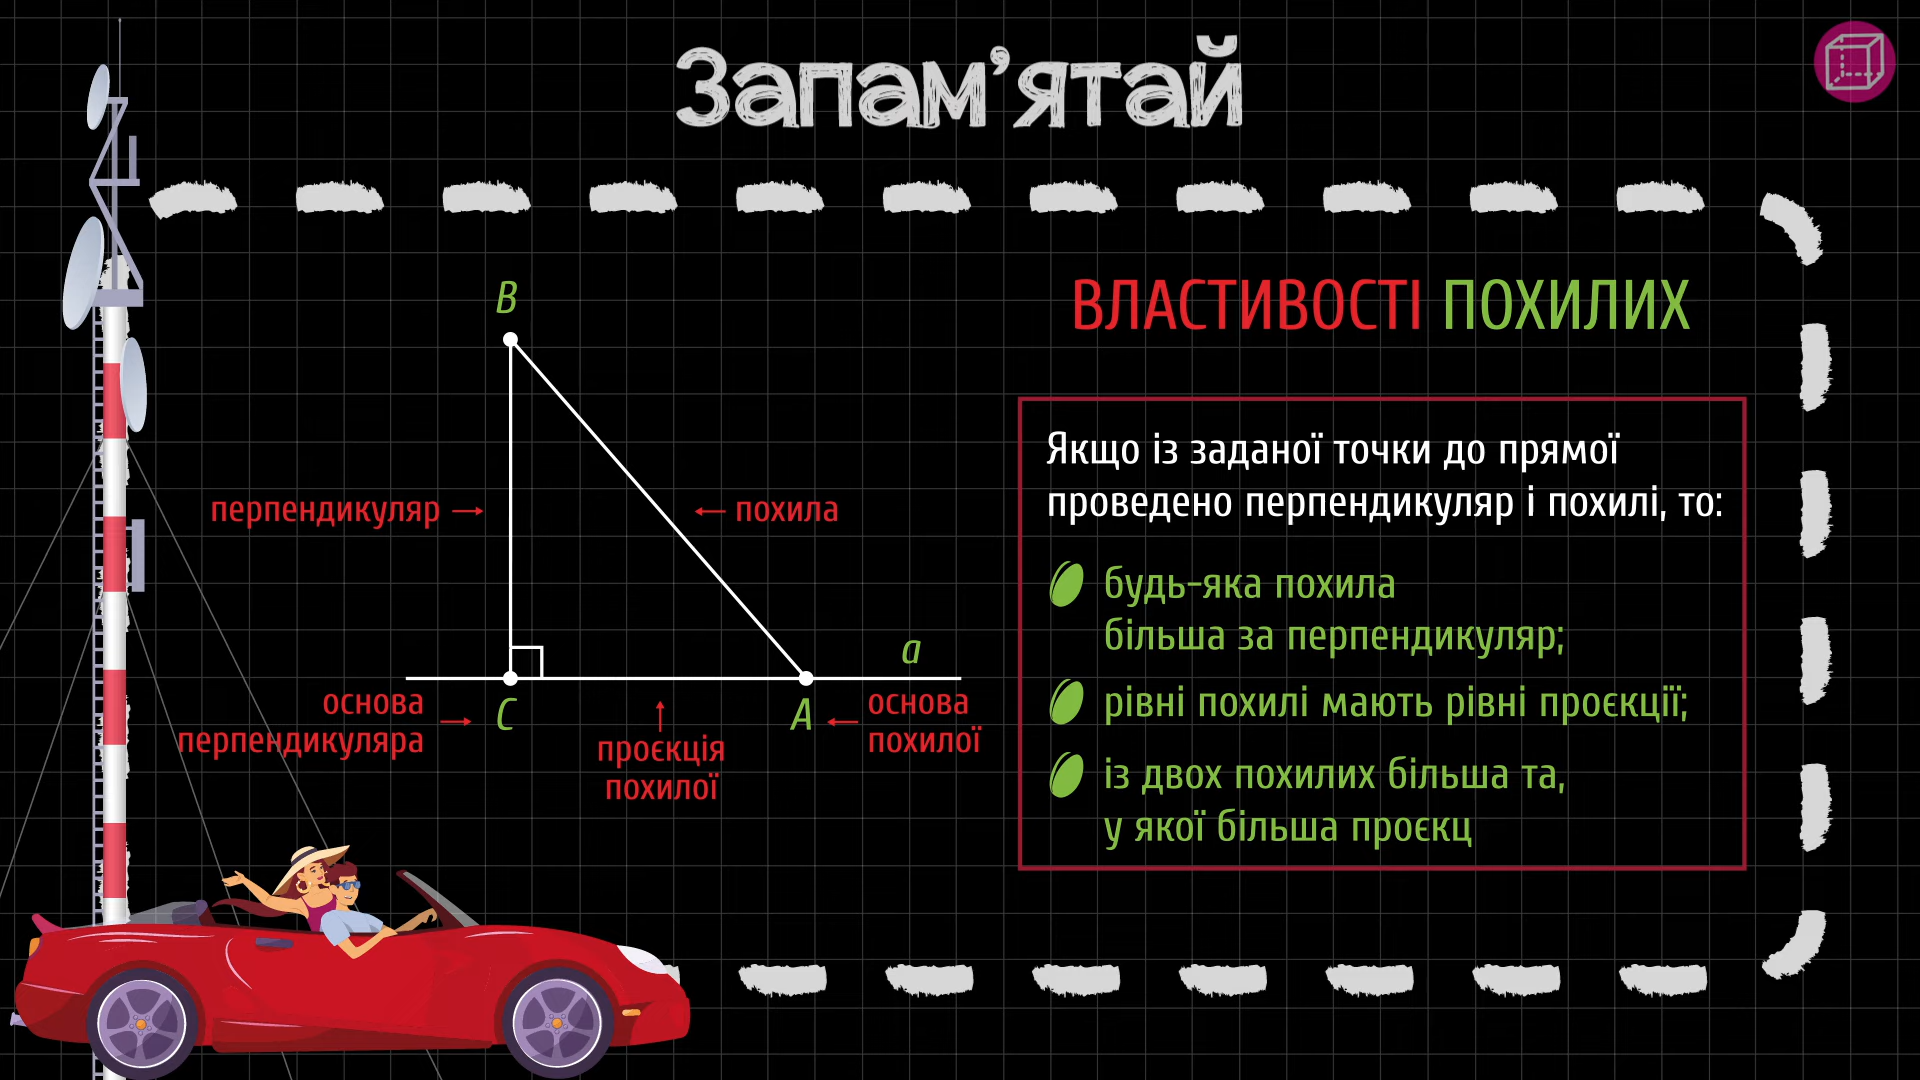 Запам’ятай
B
перпендикуляр
похила
a
основа
перпендикуляра
C
проєкція
похилої
A
основа
похилої
ВЛАСТИВОСТІ ПОХИЛИХ
Якщо із заданої точки до прямої
проведено перпендикуляр і похилі, то:
будь-яка похила
більша за перпендикуляр;
рівні похилі мають рівні проєкції;
із двох похилих більша та,
у якої більша проєкц